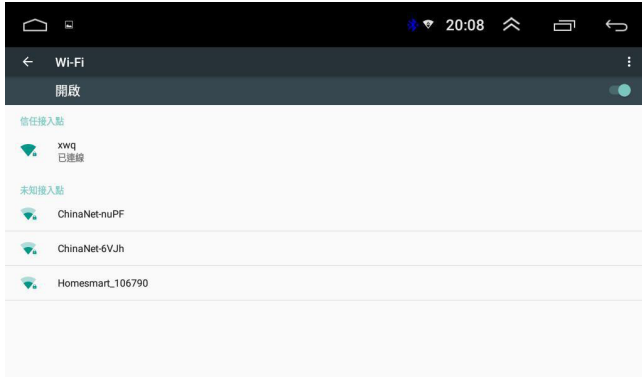 20:08
Wi-Fi
開啟
信任接入點
xwq
已連線
未知接入點
ChinaNet-nuPF
ChinaNet-6VJh
Homesmart_106790